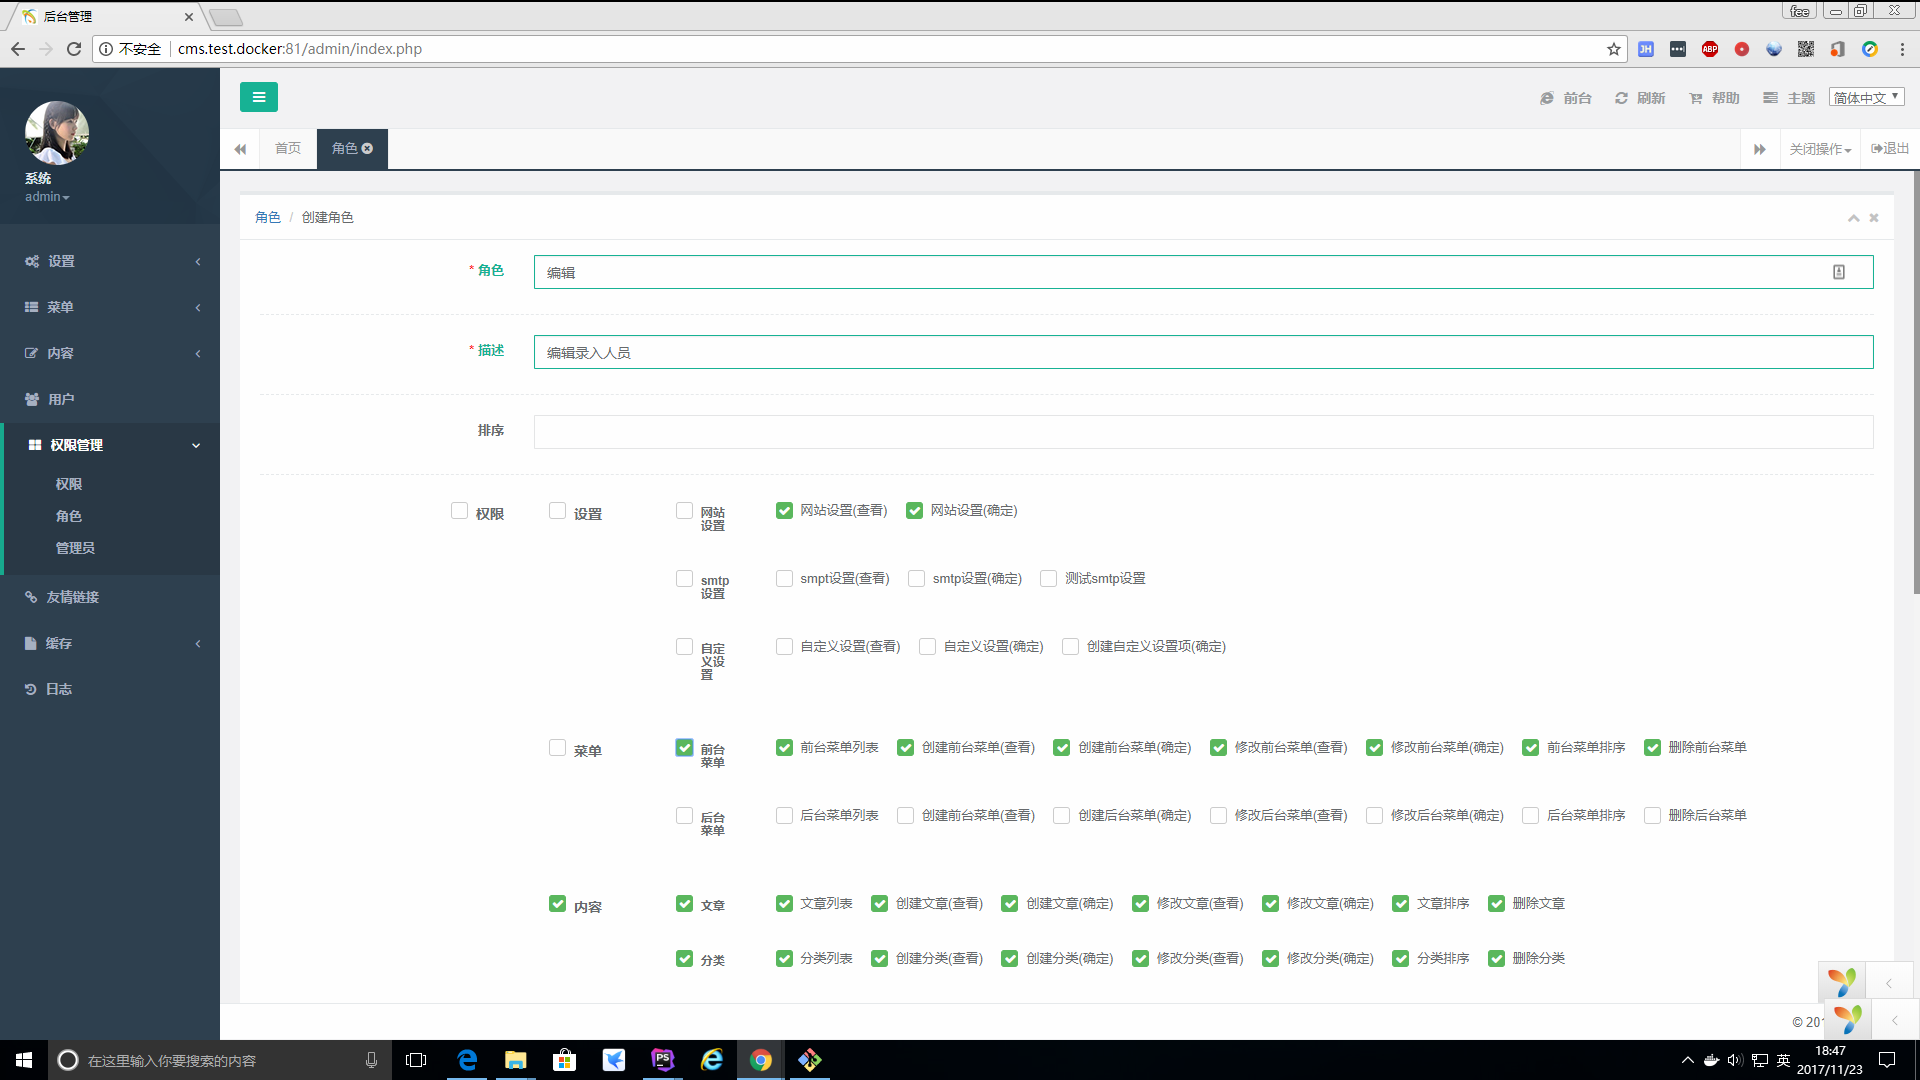 后台管理
fee
不安全 cms.test.docker:81/admin/index.php
JH
ABP
前台 刷新 帮助 主题 简体中文
首页 角色 关闭操作 退出
系统
admin
设置
菜单
内容
用户
权限管理
权限
角色
管理员
友情链接
缓存
日志
角色 / 创建角色
* 角色 编辑
* 描述 编辑录入人员
排序
权限 设置 网站设置 网站设置(查看) 网站设置(确定)
smtp设置 smpt设置(查看) smtp设置(确定) 测试smtp设置
自定义设置 自定义设置(查看) 自定义设置(确定) 创建自定义设置项(确定)
菜单 前台菜单 前台菜单列表 创建前台菜单(查看) 创建前台菜单(确定) 修改前台菜单(查看) 修改前台菜单(确定) 前台菜单排序 删除前台菜单
后台菜单 后台菜单列表 创建前台菜单(查看) 创建后台菜单(确定) 修改后台菜单(查看) 修改后台菜单(确定) 后台菜单排序 删除后台菜单
内容 文章 文章列表 创建文章(查看) 创建文章(确定) 修改文章(查看) 修改文章(确定) 文章排序 删除文章
分类 分类列表 创建分类(查看) 创建分类(确定) 修改分类(查看) 修改分类(确定) 分类排序 删除分类
© 201
在这里输入你要搜索的内容
PS
英
18:47
2017/11/23